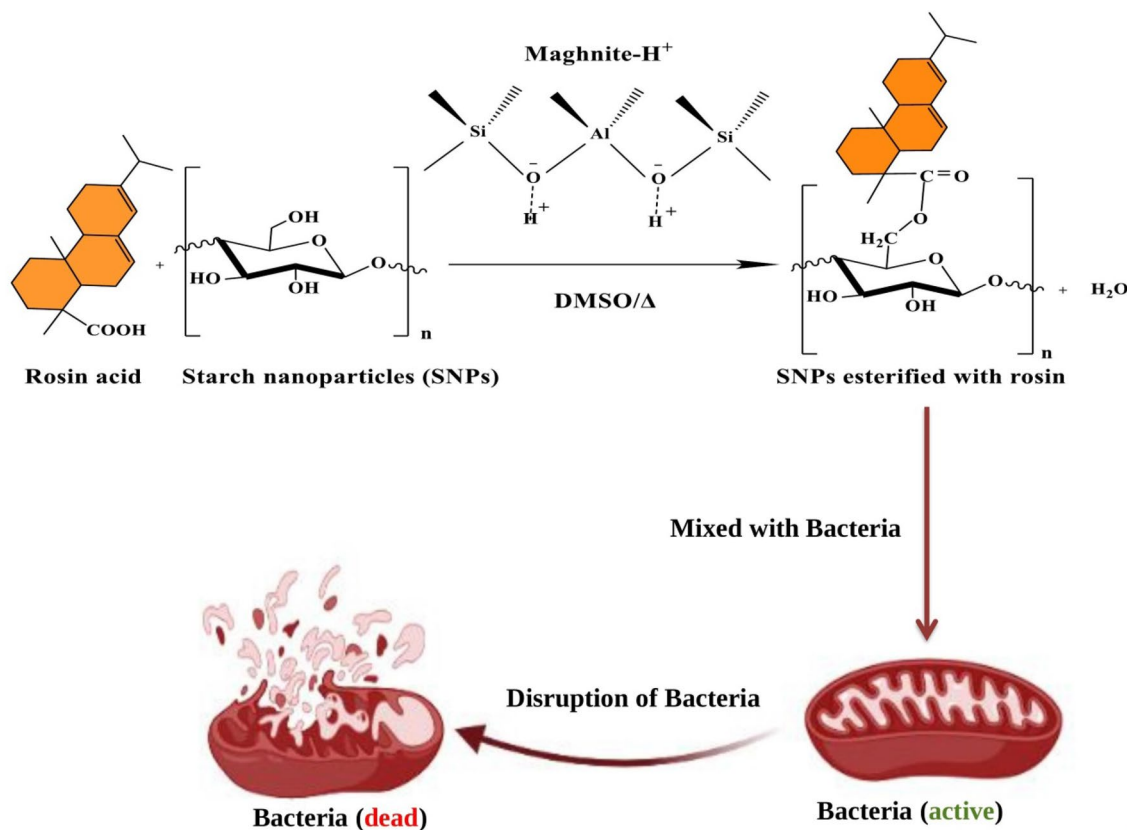 Maghnite-H⁺
Si
Al
Si
O⁻
O⁻
H⁺
H⁺
COOH
+
OH
O
HO
OH
O
n
DMSO/Δ
C=O
O
H₂C
O
HO
OH
O
n
+ H₂O
Rosin acid
Starch nanoparticles (SNPs)
SNPs esterified with rosin
Mixed with Bacteria
Disruption of Bacteria
Bacteria (dead)
Bacteria (active)